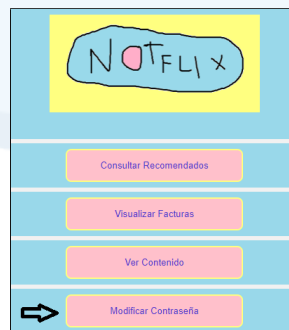 NOTFLIX
Consultar Recomendados
Visualizar Facturas
Ver Contenido
Modificar Contraseña